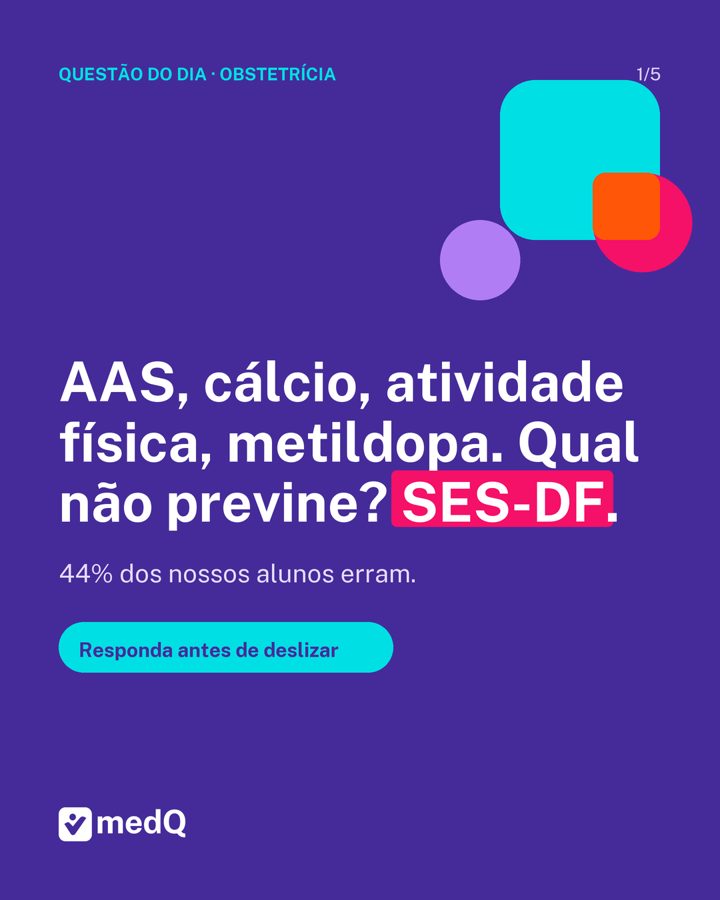 QUESTÃO DO DIA · OBSTETRÍCIA
1/5
AAS, cálcio, atividade
física, metildopa. Qual
não previne? SES-DF.
44% dos nossos alunos erram.
Responda antes de deslizar
medQ